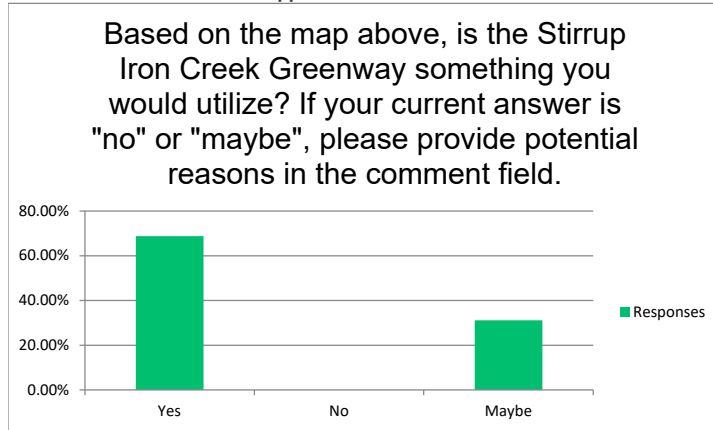 Based on the map above, is the Stirrup
Iron Creek Greenway something you
would utilize? If your current answer is
"no" or "maybe", please provide potential
reasons in the comment field.
80.00%
60.00%
40.00%
20.00%
0.00%
Yes No Maybe
Responses